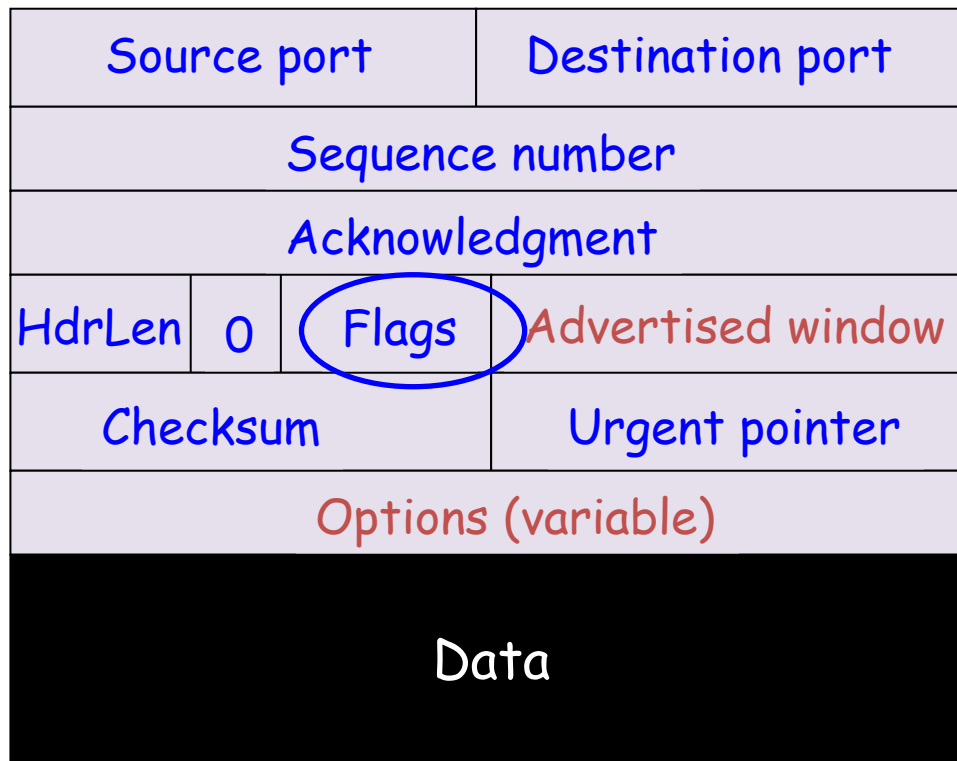 Source port Destination port
Sequence number
Acknowledgment
HdrLen 0 Flags Advertised window
Checksum Urgent pointer
Options (variable)
Data